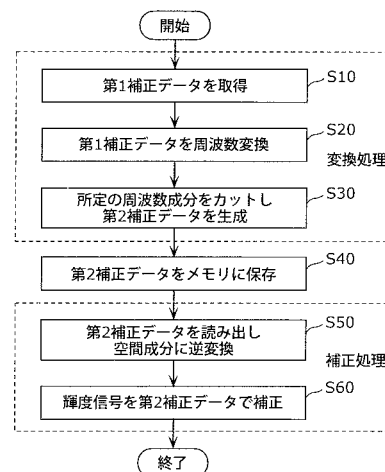 開始
第1補正データを取得
S10
第1補正データを周波数変換
S20
変換処理
所定の周波数成分をカットし
第2補正データを生成
S30
第2補正データをメモリに保存
S40
第2補正データを読み出し
空間成分に逆変換
S50
補正処理
輝度信号を第2補正データで補正
S60
終了